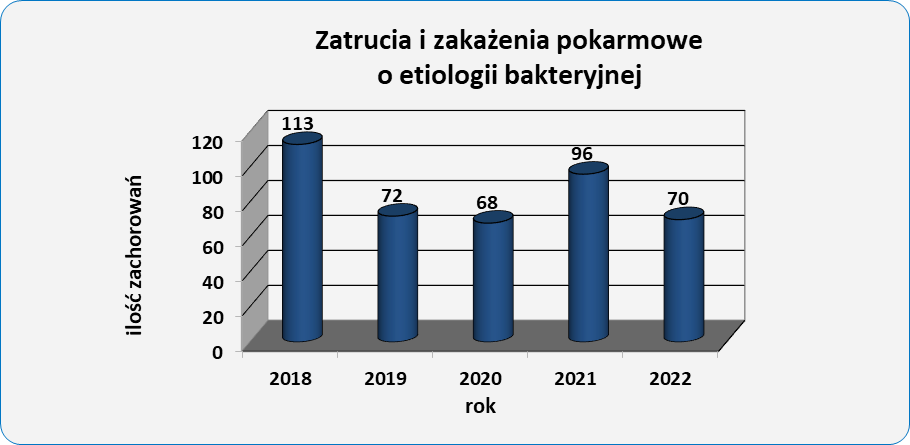 Zatrucia i zakażenia pokarmowe
o etiologii bakteryjnej
ilość zachorowań
120
100
80
60
40
20
0
113
72
68
96
70
2018 2019 2020 2021 2022
rok